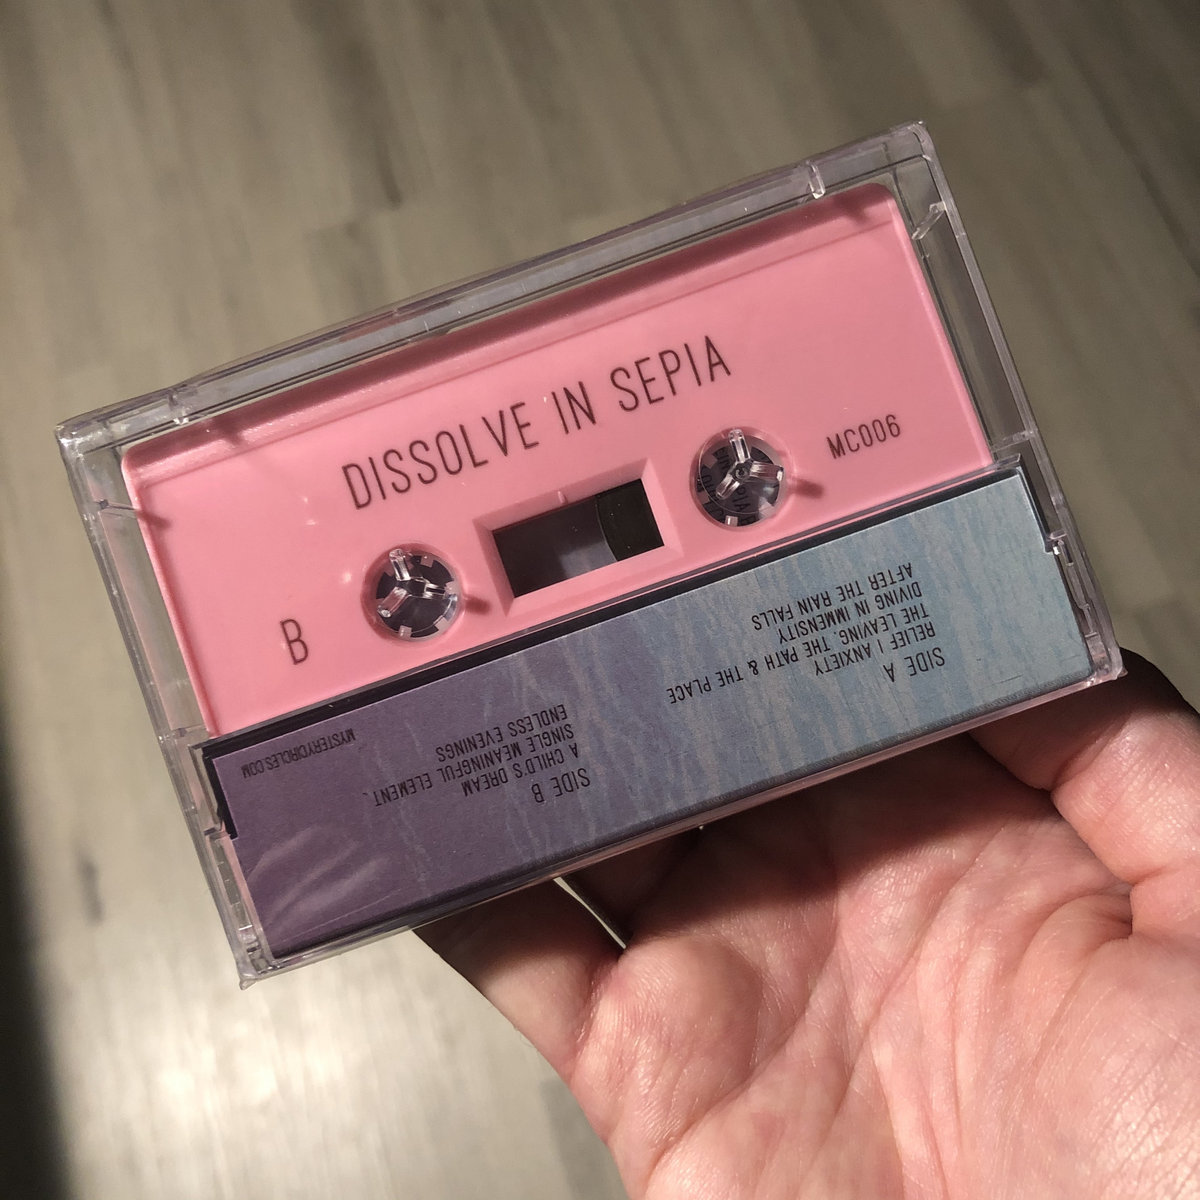 DISSOLVE IN SEPIA
MC006
B
SIDE A
RELIEF | ANXIETY
THE LEAVING, THE PATH & THE PLACE
DIVING IN IMMENSITY
AFTER THE RAIN FALLS
SIDE B
A CHILD'S DREAM
SINGLE MEANINGFUL ELEMENT
ENDLESS EVENINGS
MYSTERYCIRCLES.COM